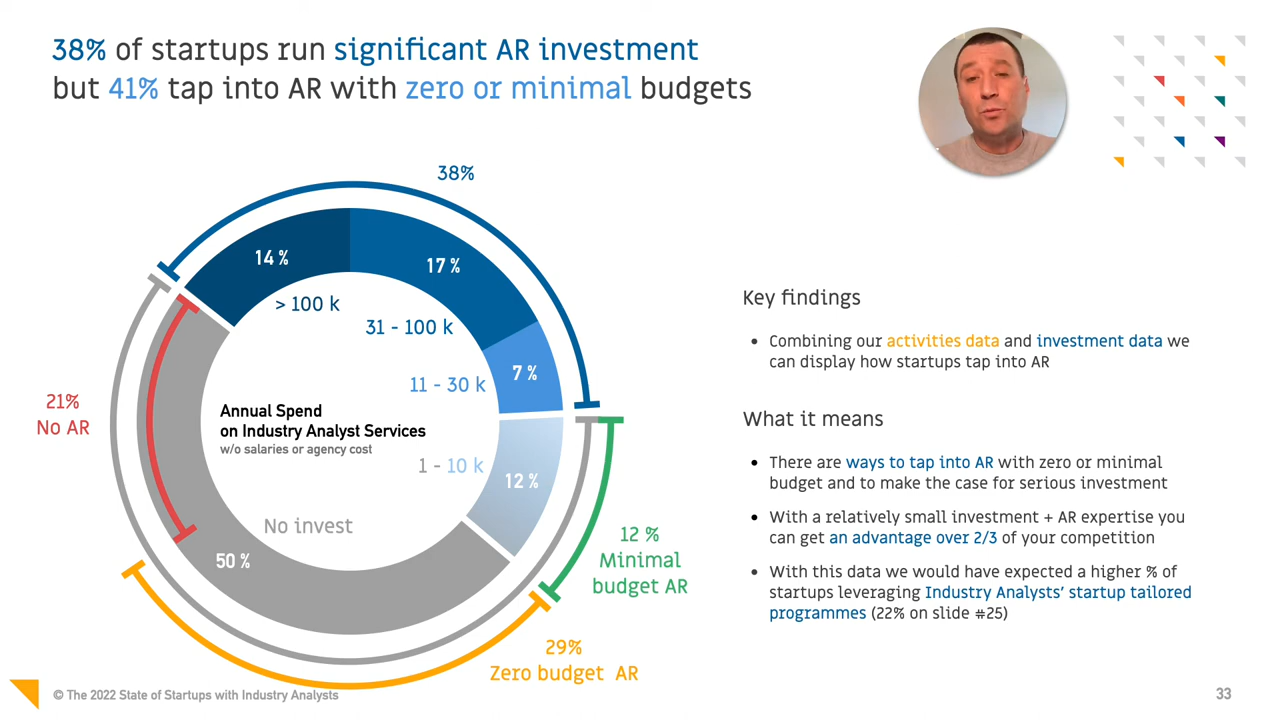 38% of startups run significant AR investment
but 41% tap into AR with zero or minimal budgets
38%
14 %
17 %
> 100 k
31 - 100 k
7 %
11 - 30 k
21%
No AR
Annual Spend
on Industry Analyst Services
w/o salaries or agency cost
1 - 10 k
12 %
No invest
50 %
12 %
Minimal
budget AR
29%
Zero budget AR
Key findings
• Combining our activities data and investment data we
can display how startups tap into AR
What it means
• There are ways to tap into AR with zero or minimal
budget and to make the case for serious investment
• With a relatively small investment + AR expertise you
can get an advantage over 2/3 of your competition
• With this data we would have expected a higher % of
startups leveraging Industry Analysts' startup tailored
programmes (22% on slide #25)
© The 2022 State of Startups with Industry Analysts
33